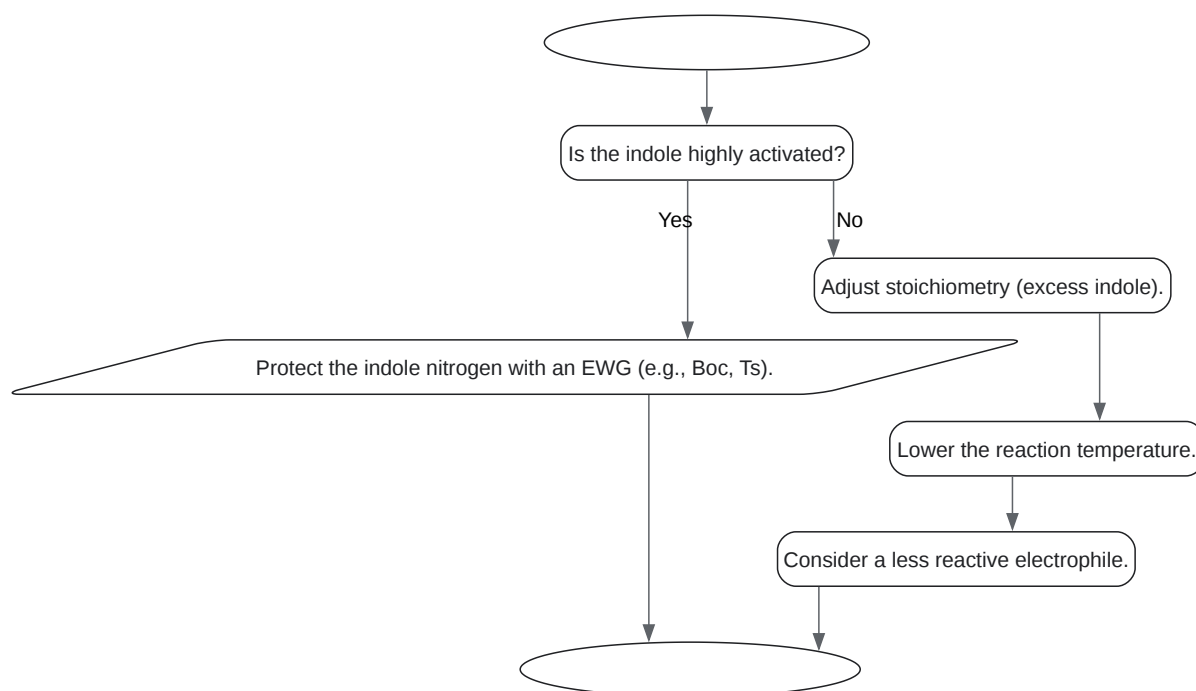 Is the indole highly activated?
Yes
No
Adjust stoichiometry (excess indole).
Protect the indole nitrogen with an EWG (e.g., Boc, Ts).
Lower the reaction temperature.
Consider a less reactive electrophile.